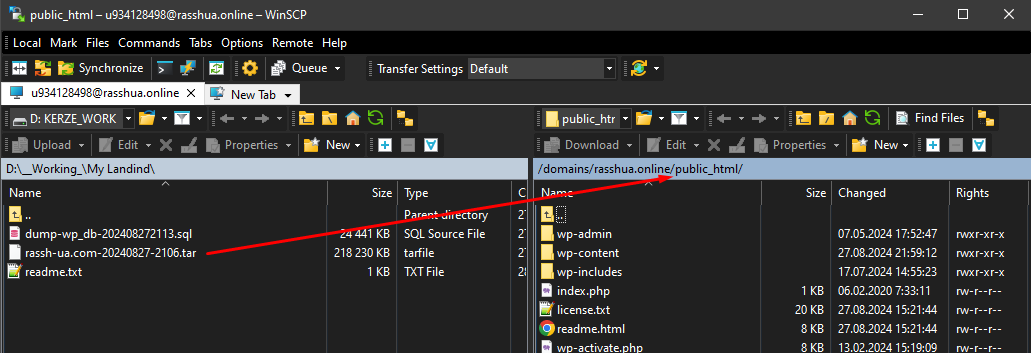 public_html – u934128498@rasshua.online – WinSCP
Local Mark Files Commands Tabs Options Remote Help
Synchronize Queue Transfer Settings Default
u934128498@rasshua.online × New Tab
D: KERZE_WORK public_htr Find Files
Upload Edit Properties New Download Edit Properties New
D:\__Working_\My Landind\ /domains/rasshua.online/public_html/
Name Size Type C Name Size Changed Rights
.. Parent directory 27 ..
dump-wp_db-202408272113.sql 24 441 KB SQL Source File 27 wp-admin 07.05.2024 17:52:47 rwxr-xr-x
rassh-ua.com-20240827-2106.tar 218 230 KB tarfile 27 wp-content 27.08.2024 21:59:12 rwxr-xr-x
readme.txt 1 KB TXT File 28 wp-includes 17.07.2024 14:55:23 rwxr-xr-x
index.php 1 KB 06.02.2020 7:33:11 rw-r--r--
license.txt 20 KB 27.08.2024 15:21:44 rw-r--r--
readme.html 8 KB 27.08.2024 15:21:44 rw-r--r--
wp-activate.php 8 KB 13.02.2024 15:19:09 rw-r--r--